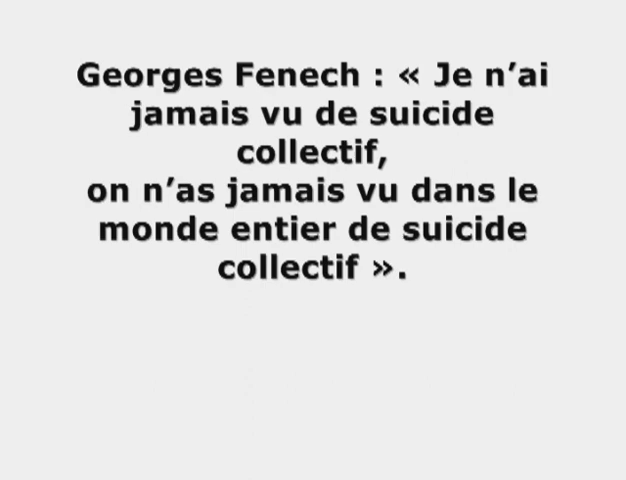 Georges Fenech : « Je n’ai
jamais vu de suicide
collectif,
on n’as jamais vu dans le
monde entier de suicide
collectif ».